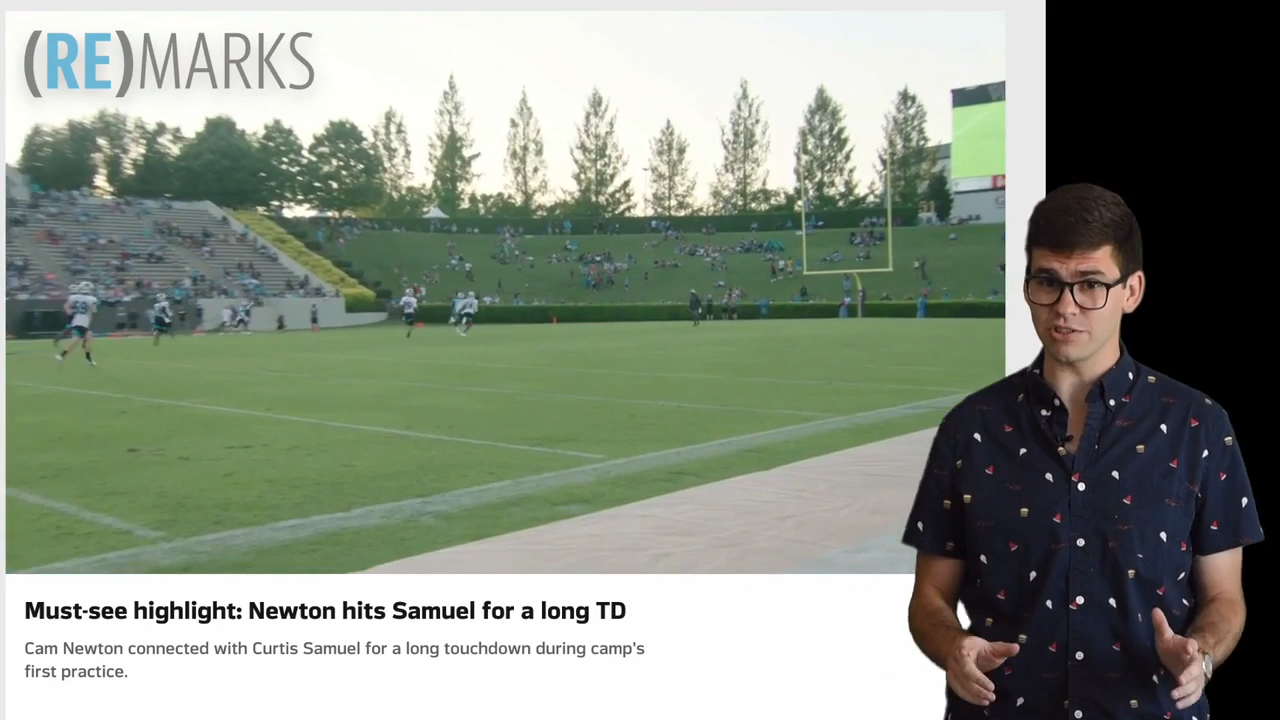 (RE)MARKS
Must-see highlight: Newton hits Samuel for a long TD
Cam Newton connected with Curtis Samuel for a long touchdown during camp's
first practice.